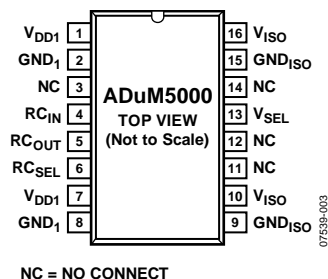 VDD1 1 16 VISO
GND1 2 15 GNDISO
NC 3 ADuM5000 14 NC
RCIN 4 TOP VIEW 13 VSEL
RCOUT 5 (Not to Scale) 12 NC
RCSEL 6 11 NC
VDD1 7 10 VISO
GND1 8 9 GNDISO
07539-003
NC = NO CONNECT